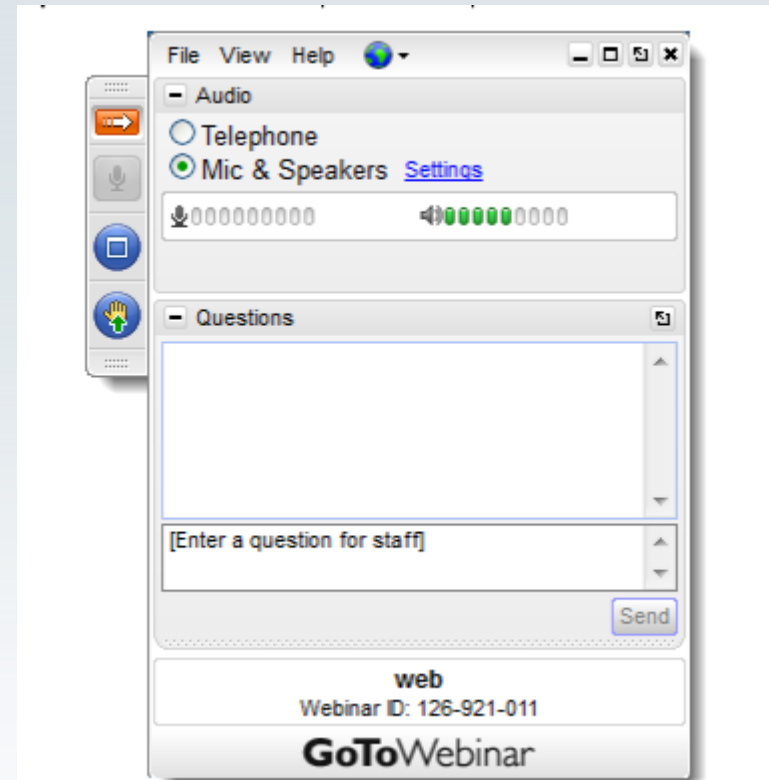 File View Help
Audio
Telephone
Mic & Speakers Settings
Questions
[Enter a question for staff]
Send
web
Webinar ID: 126-921-011
GoToWebinar